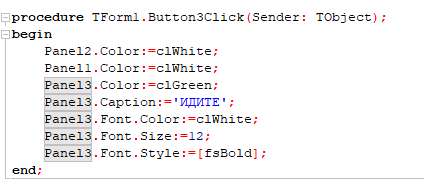 procedure TForm1.Button3Click(Sender: TObject);
begin
Panel2.Color:=clWhite;
Panel1.Color:=clWhite;
Panel3.Color:=clGreen;
Panel3.Caption:='ИДИТЕ';
Panel3.Font.Color:=clWhite;
Panel3.Font.Size:=12;
Panel3.Font.Style:=[fsBold];
end;